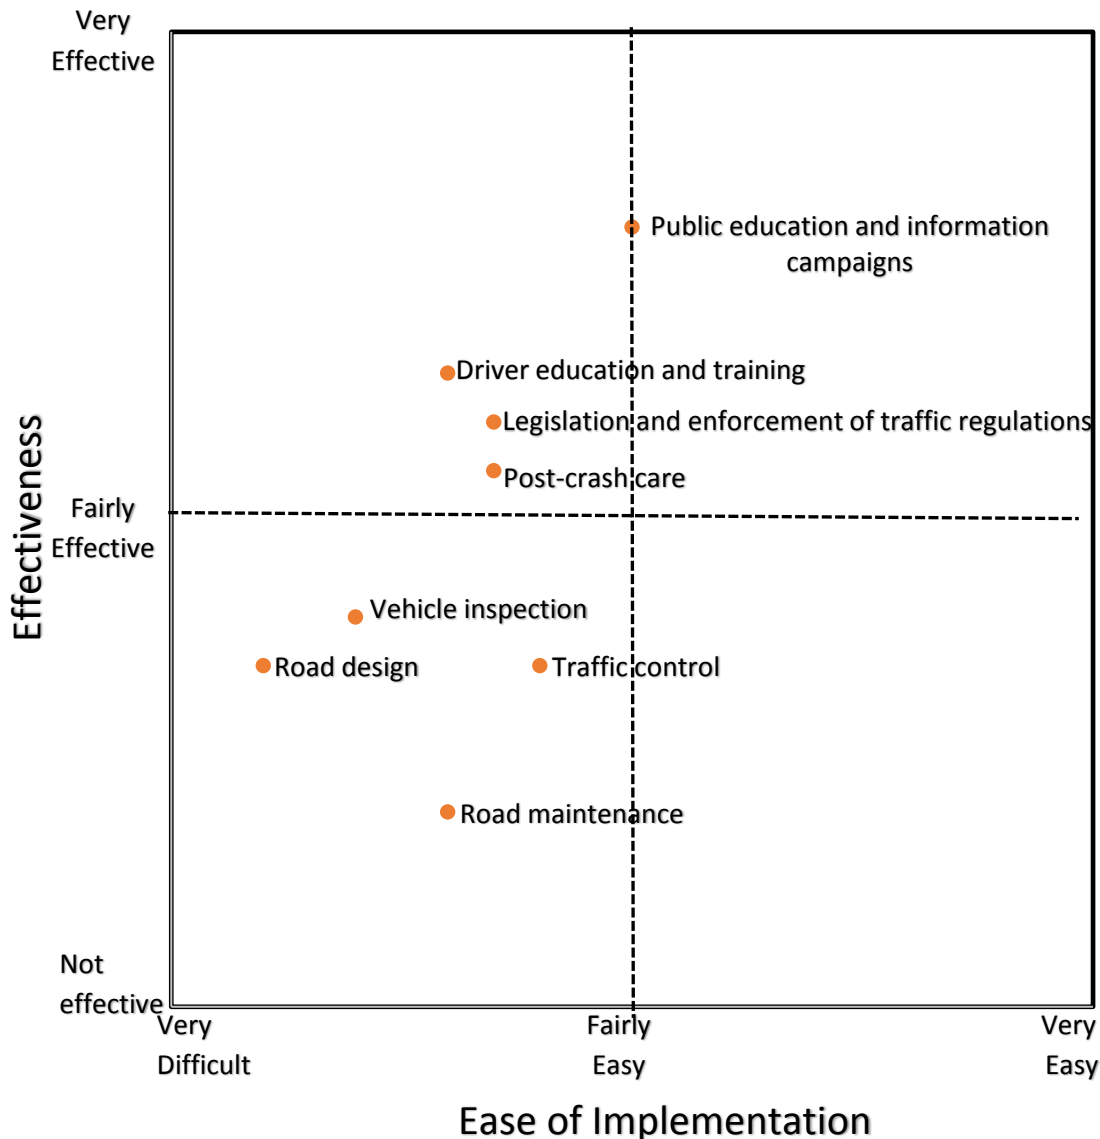 Very
Effective
Public education and information
campaigns
Driver education and training
Legislation and enforcement of traffic regulations
Post-crash care
Fairly
Effective
Effectiveness
Vehicle inspection
Road design
Traffic control
Road maintenance
Not
effective
Very
Difficult
Fairly
Easy
Very
Easy
Ease of Implementation